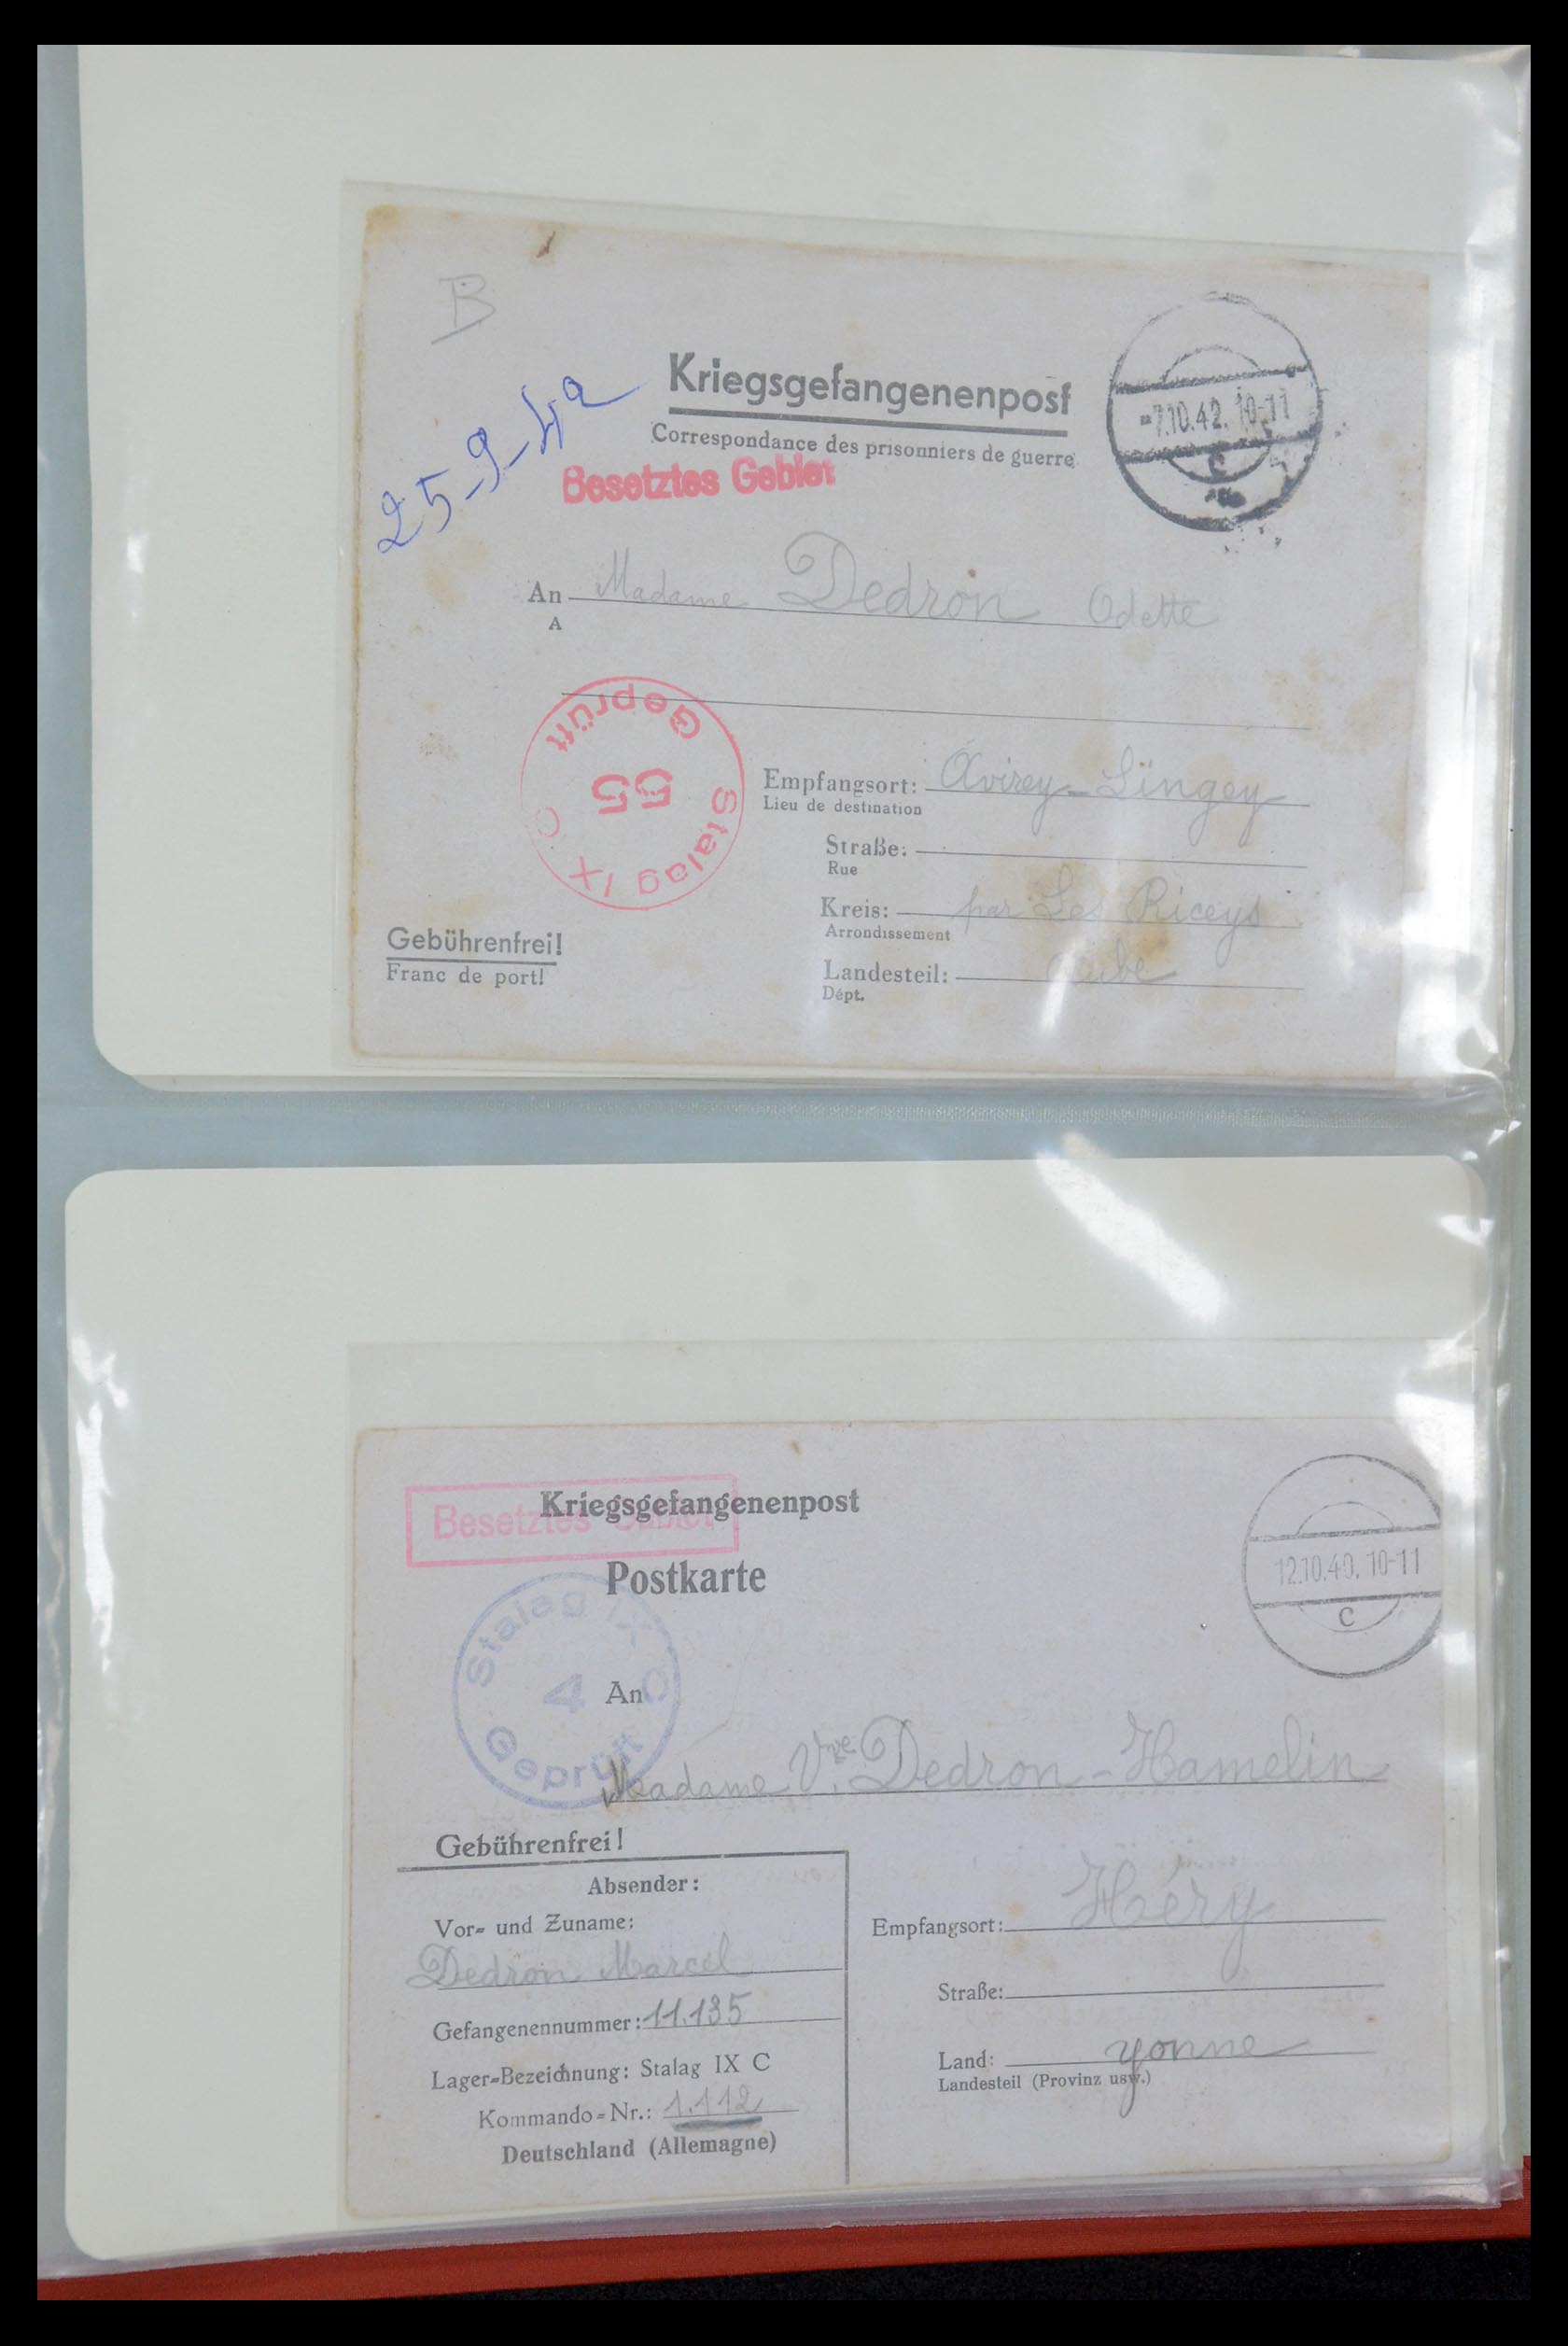 B
Kriegsgefangenenpost
25-9-42
Correspondance des prisonniers de guerre
-7.10.42. 10-11
c
Besetztes Gebiet
An Madame Dedron Odette
A
Geprüft
55
Stalag IX C
Empfangsort: Avirey-Lingey
Lieu de destination
Straße:
Rue
Kreis: par Les Riceys
Arrondissement
Gebührenfrei!
Franc de port!
Landesteil: Aube
Dépt.
Besetztes Gebiet
Kriegsgefangenenpost
Postkarte
12.10.40. 10-11
c
Stalag IX C
4
Geprüft
An
Madame Vve Dedron-Hamelin
Gebührenfrei!
Absender:
Vor- und Zuname:
Dedron Marcel
Gefangenennummer: 11.135
Lager-Bezeichnung: Stalag IX C
Kommando-Nr.: 1.112
Deutschland (Allemagne)
Empfangsort: Héry
Straße:
Land: Yonne
Landesteil (Provinz usw.)